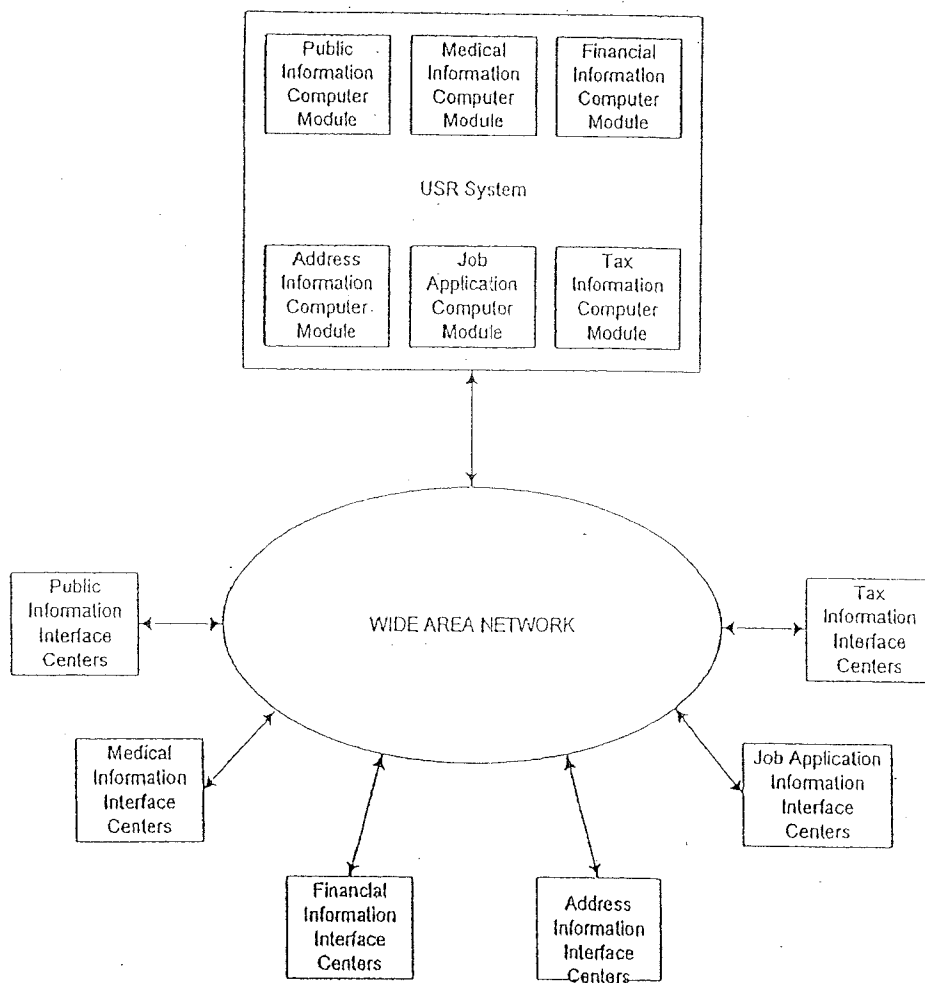 Public
Information
Computer
Module
Medical
Information
Computer
Module
Financial
Information
Computer
Module
USR System
Address
Information
Computer
Module
Job
Application
Computor
Module
Tax
Information
Computer
Module
WIDE AREA NETWORK
Public
Information
Interface
Centers
Tax
Information
Interface
Centers
Medical
Information
Interface
Centers
Job Application
Information
Interface
Centers
Financial
Information
Interface
Centers
Address
Information
Interface
Centers